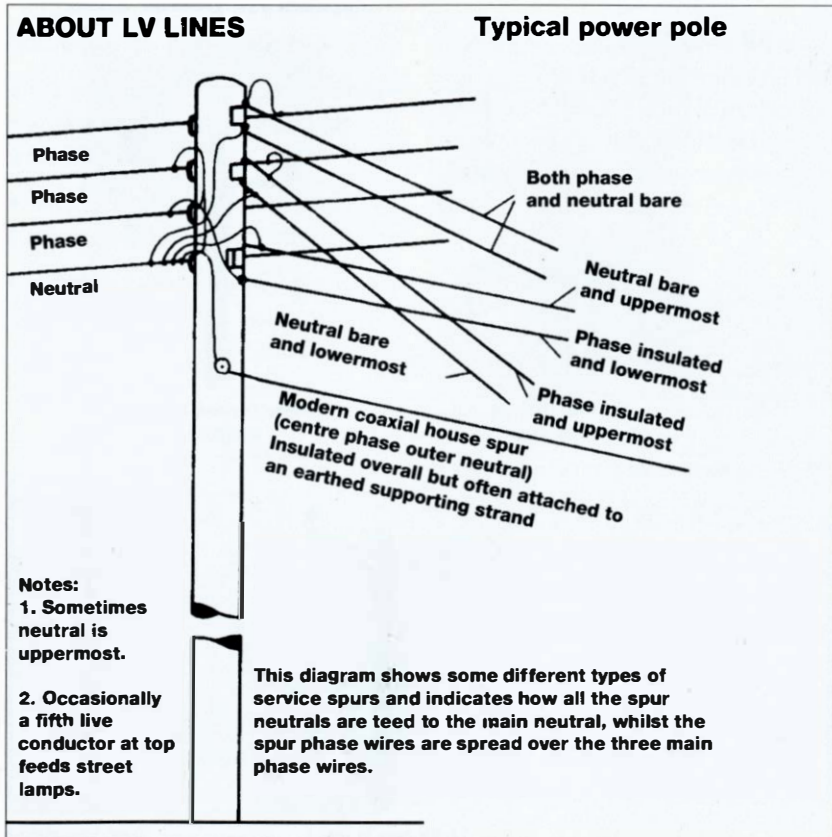 ABOUT LV LINES
Typical power pole
Phase
Phase
Phase
Neutral
Both phase
and neutral bare
Neutral bare
and uppermost
Phase insulated
and lowermost
Phase insulated
and uppermost
Neutral bare
and lowermost
Modern coaxial house spur
(centre phase outer neutral)
Insulated overall but often attached to
an earthed supporting strand
Notes:
1. Sometimes
neutral is
uppermost.
2. Occasionally
a fifth live
conductor at top
feeds street
lamps.
This diagram shows some different types of
service spurs and indicates how all the spur
neutrals are teed to the main neutral, whilst the
spur phase wires are spread over the three main
phase wires.